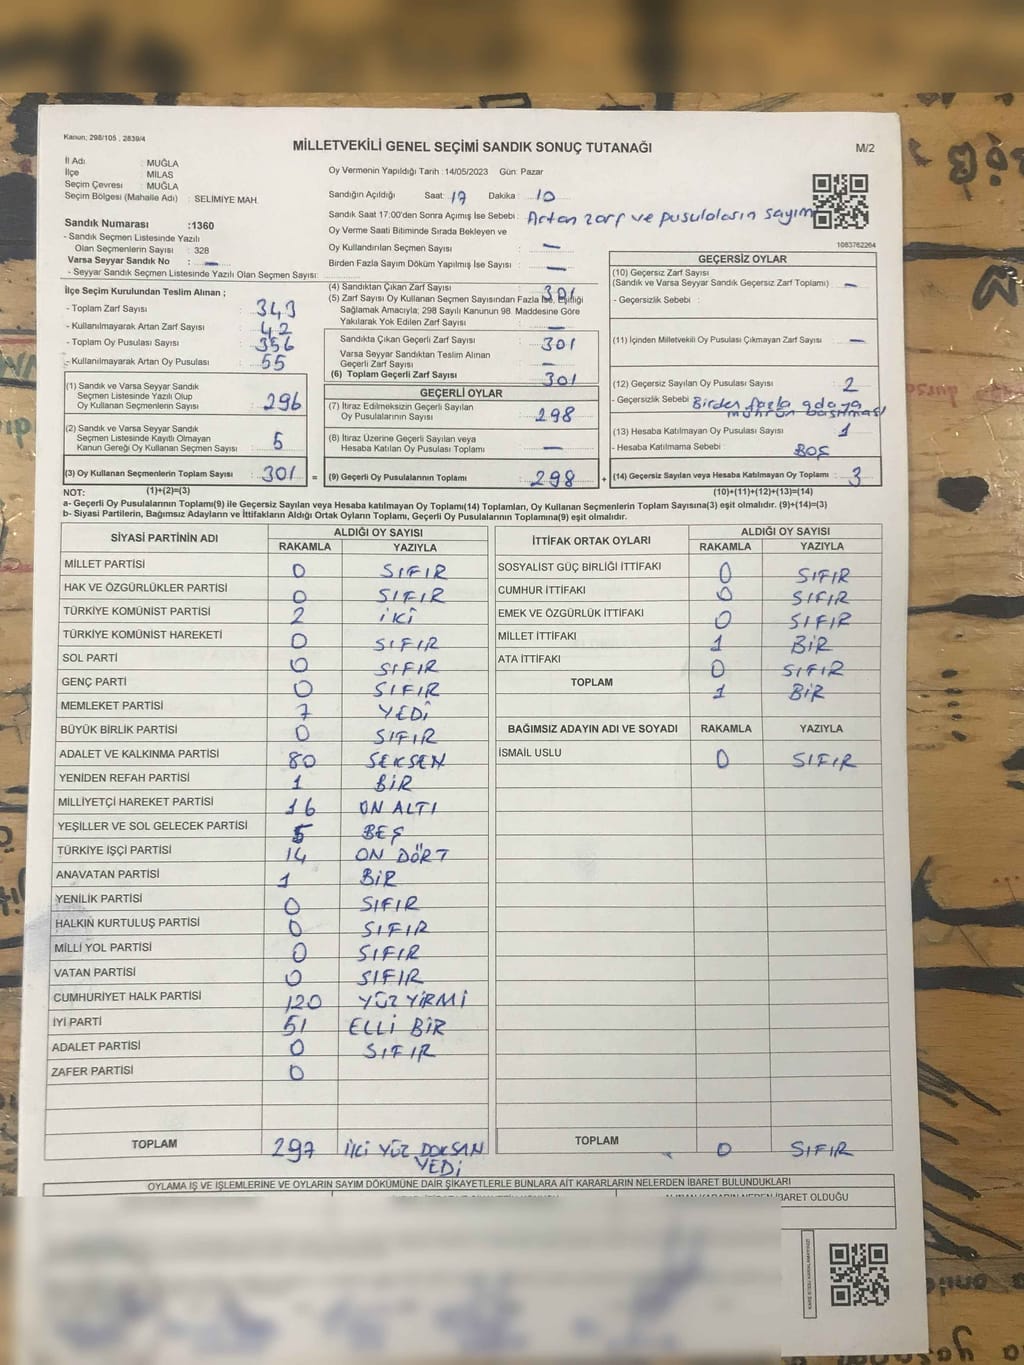 Kanun; 298/105 , 2839/4
MİLLETVEKİLİ GENEL SEÇİMİ SANDIK SONUÇ TUTANAĞI
M/2
İl Adı : MUĞLA
İlçe : MİLAS
Seçim Çevresi : MUĞLA
Seçim Bölgesi (Mahalle Adı) : SELİMİYE MAH.
Sandık Numarası :1360
- Sandık Seçmen Listesinde Yazılı
Olan Seçmenlerin Sayısı : 328
Varsa Seyyar Sandık No : —
- Seyyar Sandık Seçmen Listesinde Yazılı Olan Seçmen Sayısı:
Oy Vermenin Yapıldığı Tarih : 14/05/2023 Gün: Pazar
Sandığın Açıldığı Saat: 17 Dakika : 10
Sandık Saat 17:00'den Sonra Açımış İse Sebebi : Artan zarf ve pusulaların sayım
Oy Verme Saati Bitiminde Sırada Bekleyen ve
Oy Kullandırılan Seçmen Sayısı : —
Birden Fazla Sayım Döküm Yapılmış İse Sayısı : —
1083762264
İlçe Seçim Kurulundan Teslim Alınan ;
- Toplam Zarf Sayısı : 343
- Kullanılmayarak Artan Zarf Sayısı : 42
- Toplam Oy Pusulası Sayısı : 356
- Kullanılmayarak Artan Oy Pusulası : 55
(1) Sandık ve Varsa Seyyar Sandık
Seçmen Listesinde Yazılı Olup
Oy Kullanan Seçmenlerin Sayısı : 296
(2) Sandık ve Varsa Seyyar Sandık
Seçmen Listesinde Kayıtlı Olmayan
Kanun Gereği Oy Kullanan Seçmen Sayısı : 5
(3) Oy Kullanan Seçmenlerin Toplam Sayısı : 301 =
(1)+(2)=(3)
(4) Sandıktan Çıkan Zarf Sayısı : 301
(5) Zarf Sayısı Oy Kullanan Seçmen Sayısından Fazla İse, Eşitliği
Sağlamak Amacıyla; 298 Sayılı Kanunun 98. Maddesine Göre
Yakılarak Yok Edilen Zarf Sayısı : —
Sandıkta Çıkan Geçerli Zarf Sayısı : 301
Varsa Seyyar Sandıktan Teslim Alınan
Geçerli Zarf Sayısı : —
(6) Toplam Geçerli Zarf Sayısı : 301
GEÇERLİ OYLAR
(7) İtiraz Edilmeksizin Geçerli Sayılan
Oy Pusulalarının Sayısı : 298
(8) İtiraz Üzerine Geçerli Sayılan veya
Hesaba Katılan Oy Pusulası Toplamı : —
(9) Geçerli Oy Pusulalarının Toplamı : 298 +
GEÇERSİZ OYLAR
(10) Geçersiz Zarf Sayısı
(Sandık ve Varsa Seyyar Sandık Geçersiz Zarf Toplamı) : —
- Geçersizlik Sebebi :
(11) İçinden Milletvekili Oy Pusulası Çıkmayan Zarf Sayısı : —
(12) Geçersiz Sayılan Oy Pusulası Sayısı : 2
- Geçersizlik Sebebi : Birden fazla adaya
mührün basılması
(13) Hesaba Katılmayan Oy Pusulası Sayısı : 1
- Hesaba Katılmama Sebebi : BOŞ
(14) Geçersiz Sayılan veya Hesaba Katılmayan Oy Toplamı : 3
(10)+(11)+(12)+(13)=(14)
NOT:
a- Geçerli Oy Pusulalarının Toplamı(9) ile Geçersiz Sayılan veya Hesaba katılmayan Oy Toplamı(14) Toplamları, Oy Kullanan Seçmenlerin Toplam Sayısına(3) eşit olmalıdır. (9)+(14)=(3)
b- Siyasi Partilerin, Bağımsız Adayların ve İttifakların Aldığı Ortak Oyların Toplamı, Geçerli Oy Pusulalarının Toplamına(9) eşit olmalıdır.
SİYASİ PARTİNİN ADI ALDIĞI OY SAYISI
RAKAMLA YAZIYLA
MİLLET PARTİSİ 0 SIFIR
HAK VE ÖZGÜRLÜKLER PARTİSİ 0 SIFIR
TÜRKİYE KOMÜNİST PARTİSİ 2 İKİ
TÜRKİYE KOMÜNİST HAREKETİ 0 SIFIR
SOL PARTİ 0 SIFIR
GENÇ PARTİ 0 SIFIR
MEMLEKET PARTİSİ 7 YEDİ
BÜYÜK BİRLİK PARTİSİ 0 SIFIR
ADALET VE KALKINMA PARTİSİ 80 SEKSEN
YENİDEN REFAH PARTİSİ 1 BİR
MİLLİYETÇİ HAREKET PARTİSİ 16 ON ALTI
YEŞİLLER VE SOL GELECEK PARTİSİ 5 BEŞ
TÜRKİYE İŞÇİ PARTİSİ 14 ON DÖRT
ANAVATAN PARTİSİ 1 BİR
YENİLİK PARTİSİ 0 SIFIR
HALKIN KURTULUŞ PARTİSİ 0 SIFIR
MİLLİ YOL PARTİSİ 0 SIFIR
VATAN PARTİSİ 0 SIFIR
CUMHURİYET HALK PARTİSİ 120 YÜZ YİRMİ
İYİ PARTİ 51 ELLİ BİR
ADALET PARTİSİ 0 SIFIR
ZAFER PARTİSİ 0
TOPLAM 297 İKİ YÜZ DOKSAN
YEDİ
İTTİFAK ORTAK OYLARI ALDIĞI OY SAYISI
RAKAMLA YAZIYLA
SOSYALİST GÜÇ BİRLİĞİ İTTİFAKI 0 SIFIR
CUMHUR İTTİFAKI 0 SIFIR
EMEK VE ÖZGÜRLÜK İTTİFAKI 0 SIFIR
MİLLET İTTİFAKI 1 BİR
ATA İTTİFAKI 0 SIFIR
TOPLAM 1 BİR
BAĞIMSIZ ADAYIN ADI VE SOYADI RAKAMLA YAZIYLA
İSMAİL USLU 0 SIFIR
TOPLAM 0 SIFIR
OYLAMA İŞ VE İŞLEMLERİNE VE OYLARIN SAYIM DÖKÜMÜNE DAİR ŞİKAYETLERLE BUNLARA AİT KARARLARIN NELERDEN İBARET BULUNDUKLARI
İBARET OLDUĞU